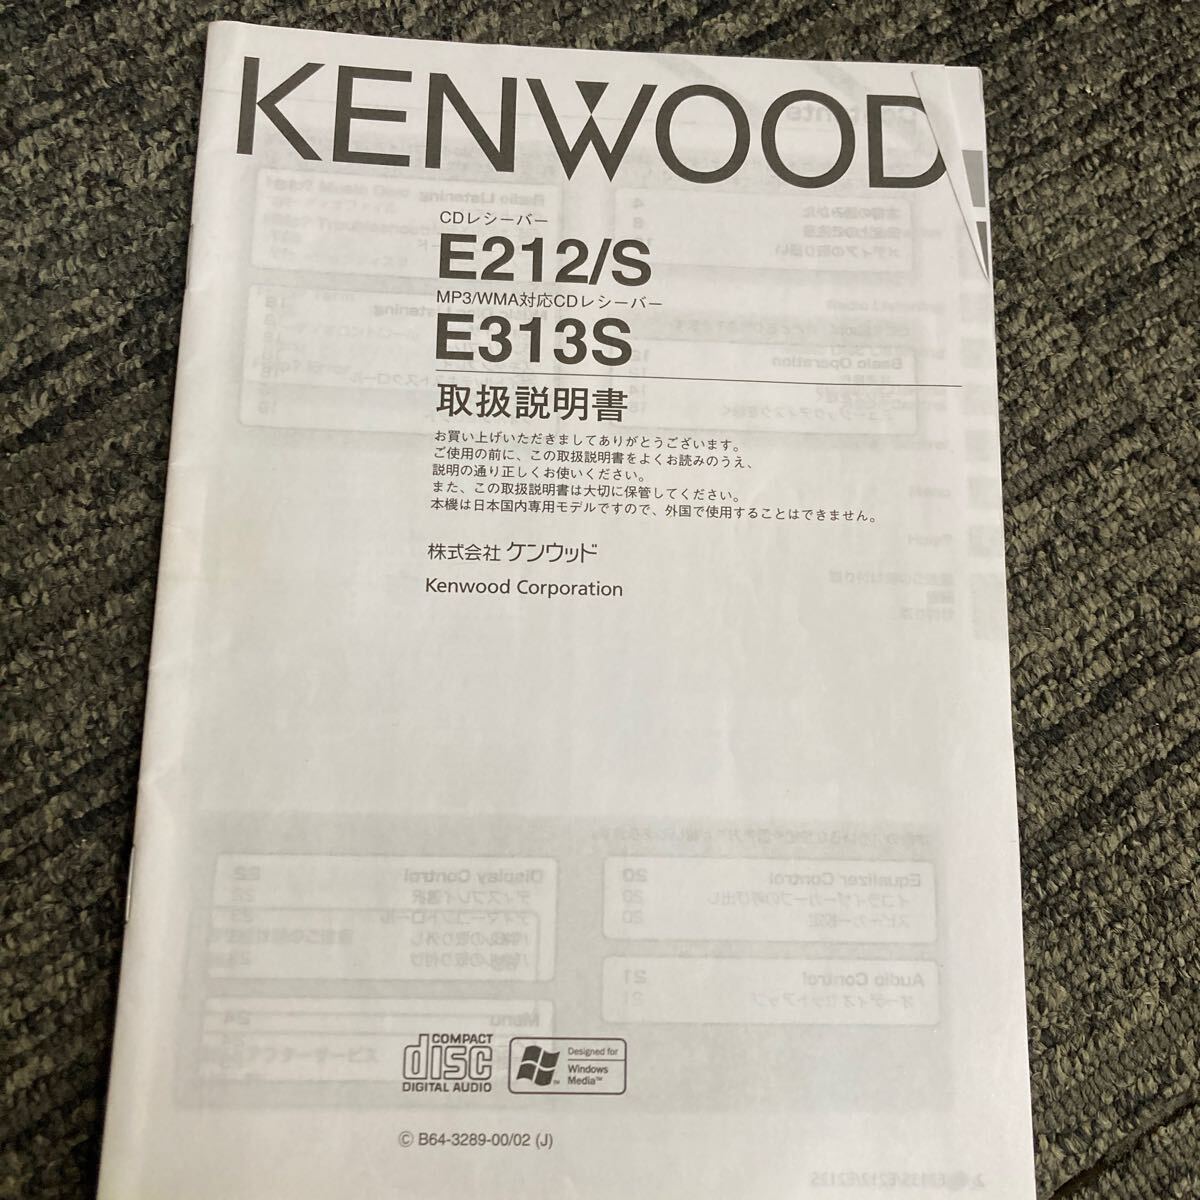 KENWOOD
CDレシーバー
E212/S
MP3/WMA対応CDレシーバー
E313S
取扱説明書
お買い上げいただきましてありがとうございます。
ご使用の前に、この取扱説明書をよくお読みのうえ、
説明の通り正しくお使いください。
また、この取扱説明書は大切に保管してください。
本機は日本国内専用モデルですので、外国で使用することはできません。
株式会社 ケンウッド
Kenwood Corporation
COMPACT
disc
DIGITAL AUDIO
Designed for
Windows
Media™
© B64-3289-00/02 (J)